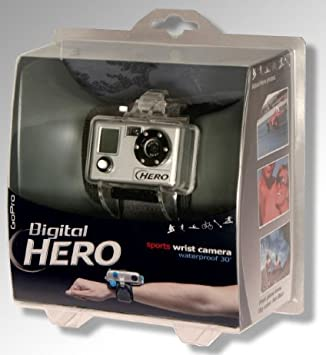 HERO
GoPro
Digital
HERO
sports wrist camera
waterproof 30'